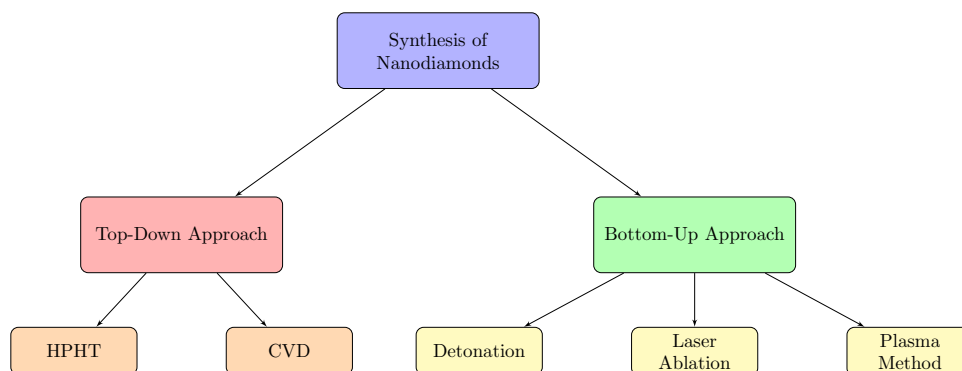 Synthesis of
Nanodiamonds
Top-Down Approach
Bottom-Up Approach
HPHT
CVD
Detonation
Laser
Ablation
Plasma
Method